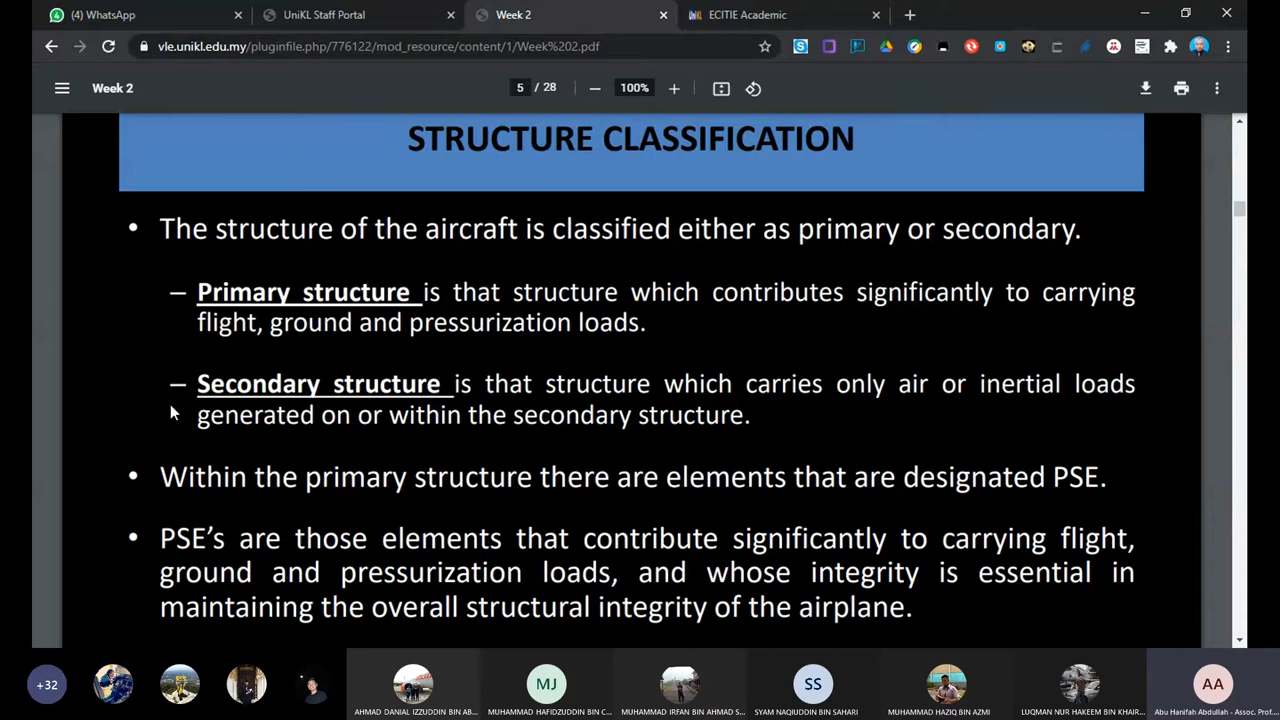 (4) WhatsApp
UniKL Staff Portal
Week 2
ECITIE Academic
vle.unikl.edu.my/pluginfile.php/776122/mod_resource/content/1/Week%202.pdf
Week 2
5 / 28
100%
STRUCTURE CLASSIFICATION
• The structure of the aircraft is classified either as primary or secondary.
– Primary structure is that structure which contributes significantly to carrying
flight, ground and pressurization loads.
– Secondary structure is that structure which carries only air or inertial loads
generated on or within the secondary structure.
• Within the primary structure there are elements that are designated PSE.
• PSE’s are those elements that contribute significantly to carrying flight,
ground and pressurization loads, and whose integrity is essential in
maintaining the overall structural integrity of the airplane.
+32
MJ
SS
AA
AHMAD DANIAL IZZUDDIN BIN AB...
MUHAMMAD HAFIDZUDDIN BIN C...
MUHAMMAD IRFAN BIN AHMAD S...
SYAM NAQIUDDIN BIN SAHARI
MUHAMMAD HAZIQ BIN AZMI
LUQMAN NUR HAKEEM BIN KHAIR...
Abu Hanifah Abdullah - Assoc. Prof...